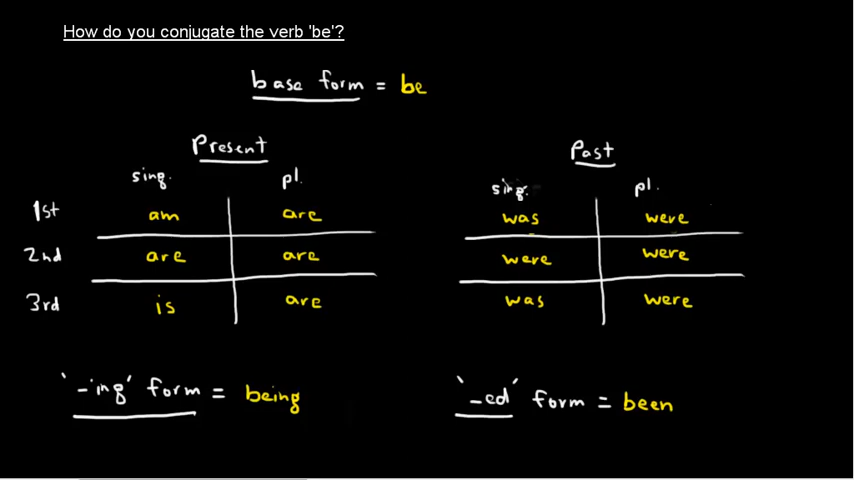 How do you conjugate the verb 'be'?
base form = be
Present Past
sing. pl. sing. pl.
1st am are was were
2nd are are were were
3rd is are was were
'-ing' form = being '-ed' form = been